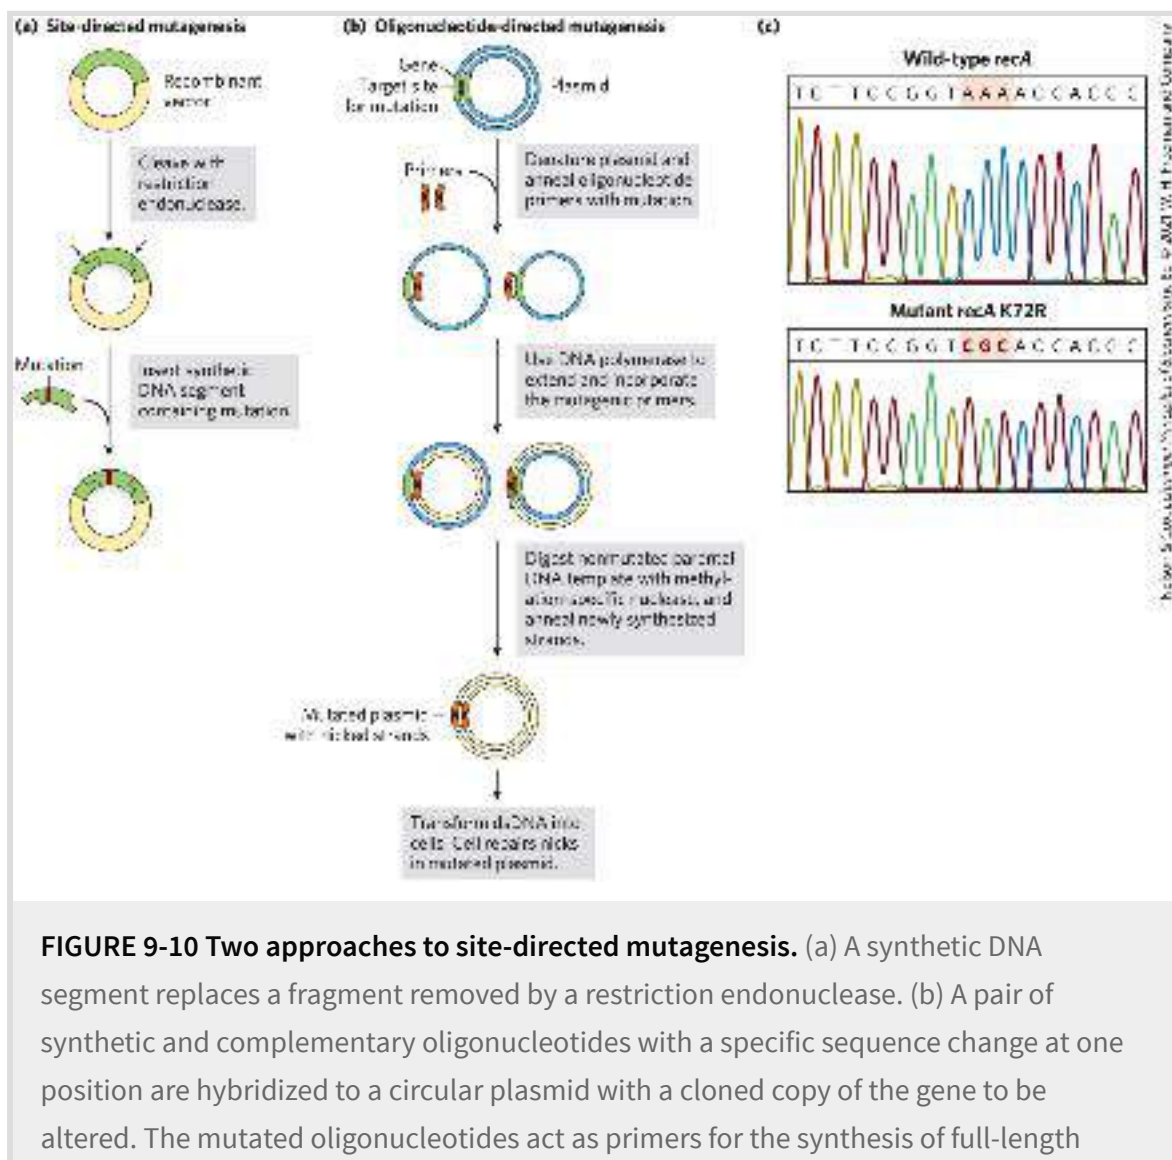 (a) Site-directed mutagenesis
Recombinant
vector
Cleave with
restriction
endonuclease.
Mutation
Insert synthetic
DNA segment
containing mutation.
(b) Oligonucleotide-directed mutagenesis
Gene
Target site
for mutation
Plasmid
Primers
Denature plasmid and
anneal oligonucleotide
primers with mutation.
Use DNA polymerase to
extend and incorporate
the mutagenic primers.
Digest nonmutated parental
DNA template with methyl-
ation-specific nuclease, and
anneal newly synthesized
strands.
Mutated plasmid
with nicked strands
Transform dsDNA into
cells. Cell repairs nicks
in mutated plasmid.
(c)
Wild-type recA
T C T T C C G G T A A A A C C A C C C
Mutant recA K72R
T C T T C C G G T C G C A C C A C C C
FIGURE 9-10 Two approaches to site-directed mutagenesis. (a) A synthetic DNA
segment replaces a fragment removed by a restriction endonuclease. (b) A pair of
synthetic and complementary oligonucleotides with a specific sequence change at one
position are hybridized to a circular plasmid with a cloned copy of the gene to be
altered. The mutated oligonucleotides act as primers for the synthesis of full-length